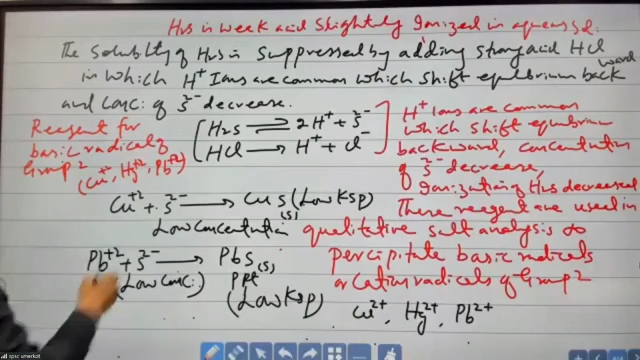 H₂S is weak acid slightly Ionized in aqueous sol:
The solubility of H₂S is suppressed by adding strong acid HCl
in which H⁺ Ions are common which shift equilibrium backward
and conc: of S²⁻ decrease.
Reagent for
basic radicals of
Group 2
(Cu⁺², Hg⁺², Pb⁺²)
H₂S ⇌ 2H⁺ + S²⁻
HCl → H⁺ + Cl⁻
H⁺ Ions are common
which shift equilibrium
backward, concentration
of S²⁻ decrease,
Ionization of H₂S decreased
Cu⁺² + S²⁻ → CuS(s) (Low Ksp)
Low concentration
These reagent are used in
qualitative salt analysis to
percipitate basic radicals
or Cation radicals of Group 2
Cu²⁺, Hg²⁺, Pb²⁺
Pb⁺² + S²⁻ → PbS(s)
(Low Conc:) ppt
(Low Ksp)